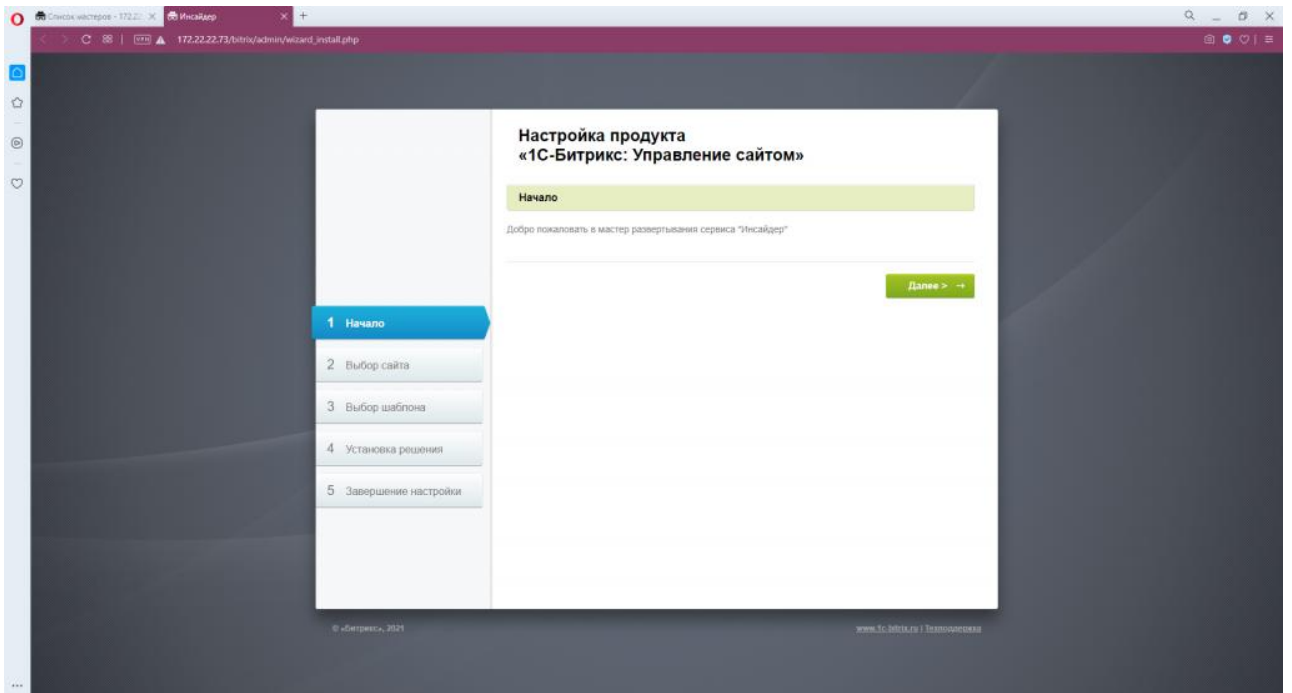 Список мастеров - 172.22
Инсайдер
VPN
172.22.22.73/bitrix/admin/wizard_install.php
Настройка продукта
«1С-Битрикс: Управление сайтом»
Начало
Добро пожаловать в мастер развертывания сервиса "Инсайдер"
Далее > →
1 Начало
2 Выбор сайта
3 Выбор шаблона
4 Установка решения
5 Завершение настройки
© «Битрикс», 2021
www.1c-bitrix.ru | Техподдержка